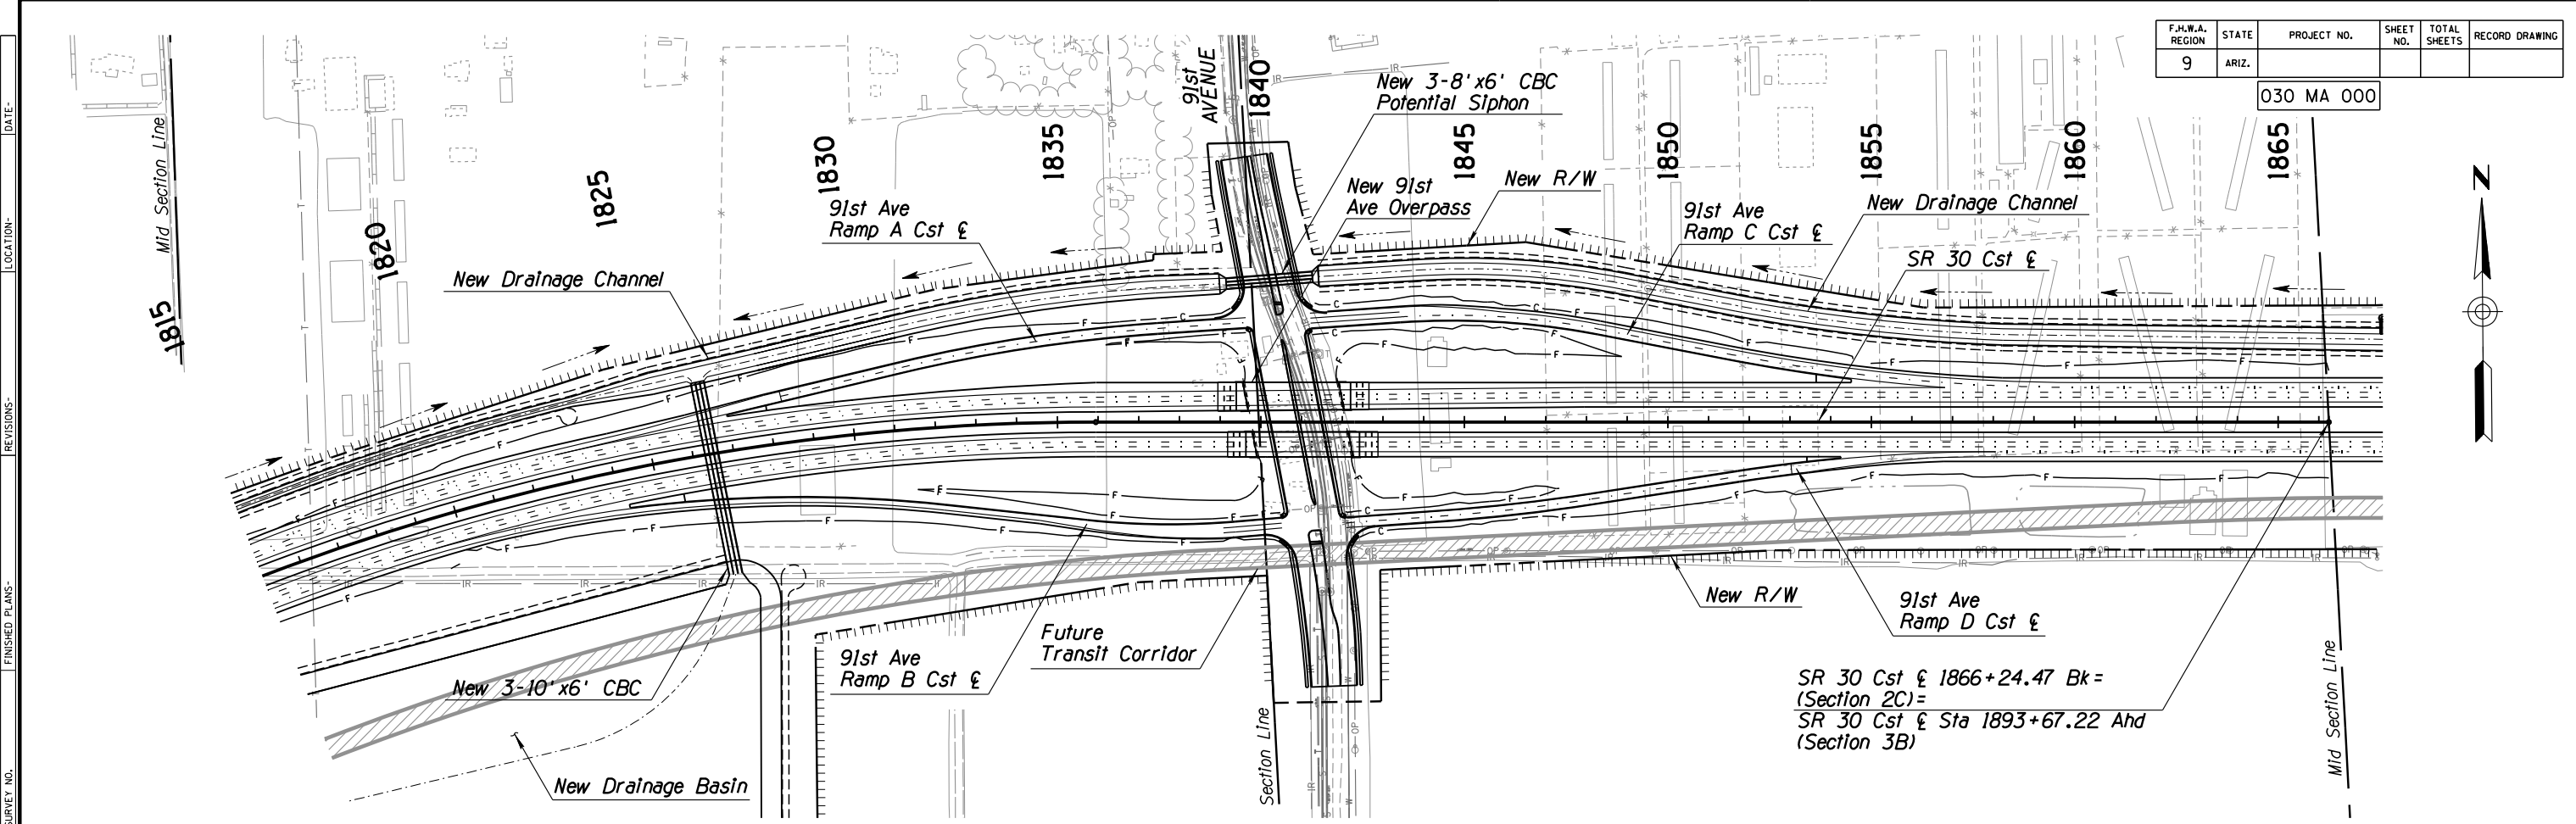 F.H.W.A. REGION
STATE
PROJECT NO.
SHEET NO.
TOTAL SHEETS
RECORD DRAWING
9
ARIZ.
030 MA 000
DATE-
LOCATION-
REVISIONS-
FINISHED PLANS-
SURVEY NO.
Mid Section Line
1815
1820
1825
1830
1835
91st
AVENUE
1840
1845
1850
1855
1860
1865
N
New 3-8'x6' CBC
Potential Siphon
New 91st
Ave Overpass
New R/W
91st Ave
Ramp A Cst ℄
91st Ave
Ramp C Cst ℄
New Drainage Channel
SR 30 Cst ℄
New Drainage Channel
New 3-10'x6' CBC
New Drainage Basin
91st Ave
Ramp B Cst ℄
Future
Transit Corridor
Section Line
New R/W
91st Ave
Ramp D Cst ℄
SR 30 Cst ℄ 1866+24.47 Bk=
(Section 2C)=
SR 30 Cst ℄ Sta 1893+67.22 Ahd
(Section 3B)
Mid Section Line